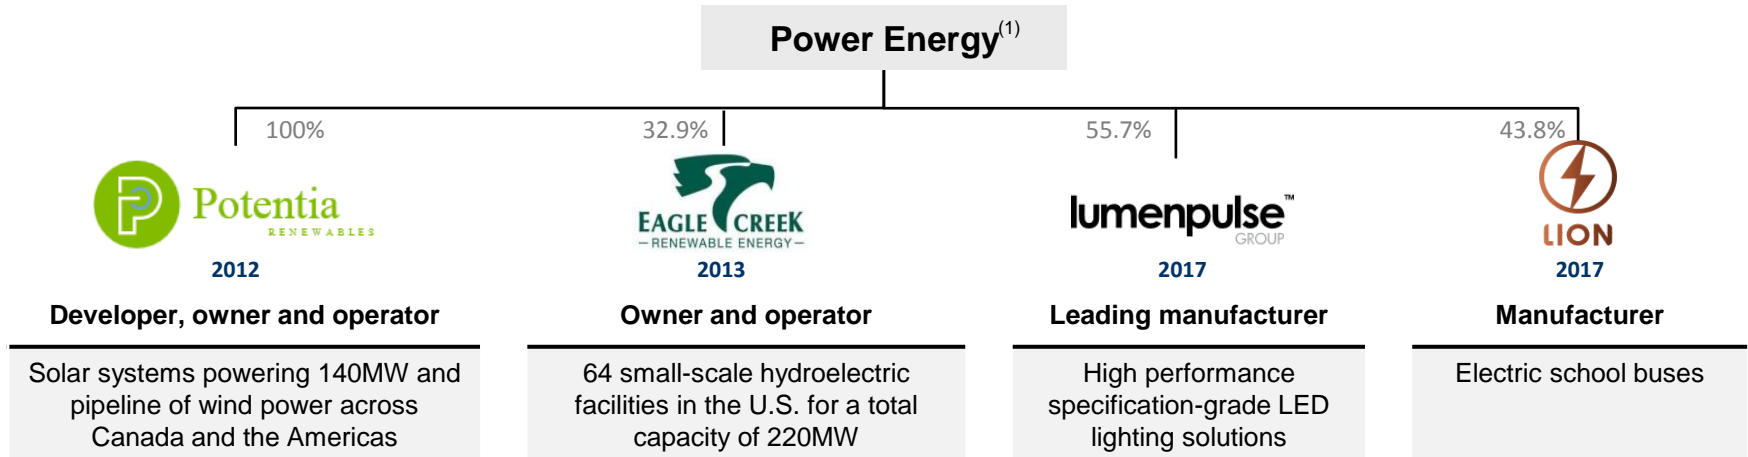 Power Energy(1)
100%
32.9%
55.7%
43.8%
Potentia
RENEWABLES
2012
Developer, owner and operator
Solar systems powering 140MW and
pipeline of wind power across
Canada and the Americas
EAGLE CREEK
– RENEWABLE ENERGY –
2013
Owner and operator
64 small-scale hydroelectric
facilities in the U.S. for a total
capacity of 220MW
lumenpulse™
GROUP
2017
Leading manufacturer
High performance
specification-grade LED
lighting solutions
LION
2017
Manufacturer
Electric school buses